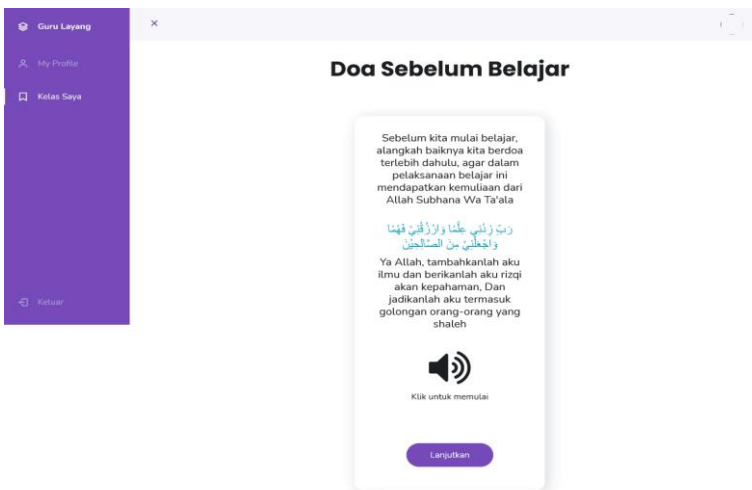 Guru Layang
My Profile
Kelas Saya
Keluar
Doa Sebelum Belajar
Sebelum kita mulai belajar,
alangkah baiknya kita berdoa
terlebih dahulu, agar dalam
pelaksanaan belajar ini
mendapatkan kemuliaan dari
Allah Subhana Wa Ta'ala
رَبِّ زِدْنِي عِلْمًا وَارْزُقْنِيْ فَهْمًا
وَاجْعَلْنِيْ مِنَ الصَّالِحِيْنَ
Ya Allah, tambahkanlah aku
ilmu dan berikanlah aku rizqi
akan kepahaman, Dan
jadikanlah aku termasuk
golongan orang-orang yang
shaleh
Klik untuk memulai
Lanjutkan